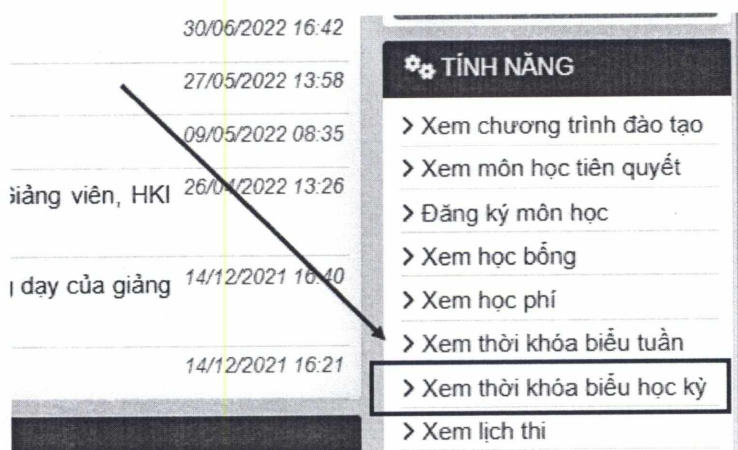 30/06/2022 16:42
27/05/2022 13:58
09/05/2022 08:35
Giảng viên, HKI 26/04/2022 13:26
dạy của giảng 14/12/2021 16:40
14/12/2021 16:21
TÍNH NĂNG
Xem chương trình đào tạo
Xem môn học tiên quyết
Đăng ký môn học
Xem học bổng
Xem học phí
Xem thời khóa biểu tuần
Xem thời khóa biểu học kỳ
Xem lịch thi